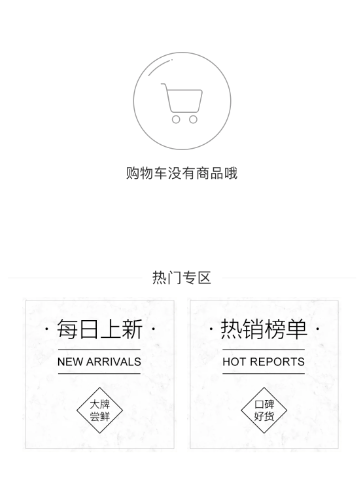 购物车没有商品哦
热门专区
· 每日上新 ·
NEW ARRIVALS
大牌
尝鲜
· 热销榜单 ·
HOT REPORTS
口碑
好货